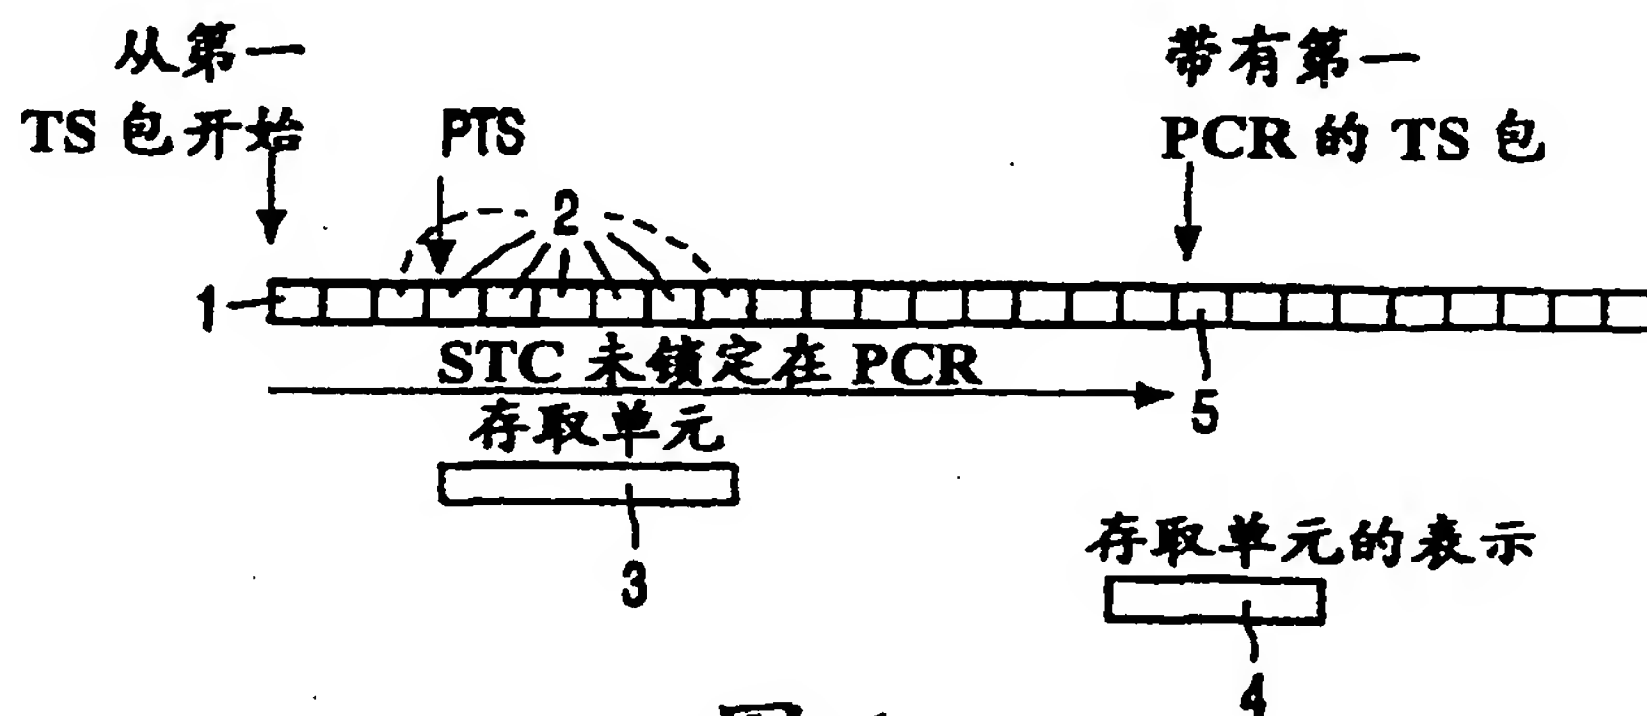 从第一
TS 包开始
PTS
带有第一
PCR 的 TS 包
2
1
STC 未锁定在 PCR
5
存取单元
3
存取单元的表示
4